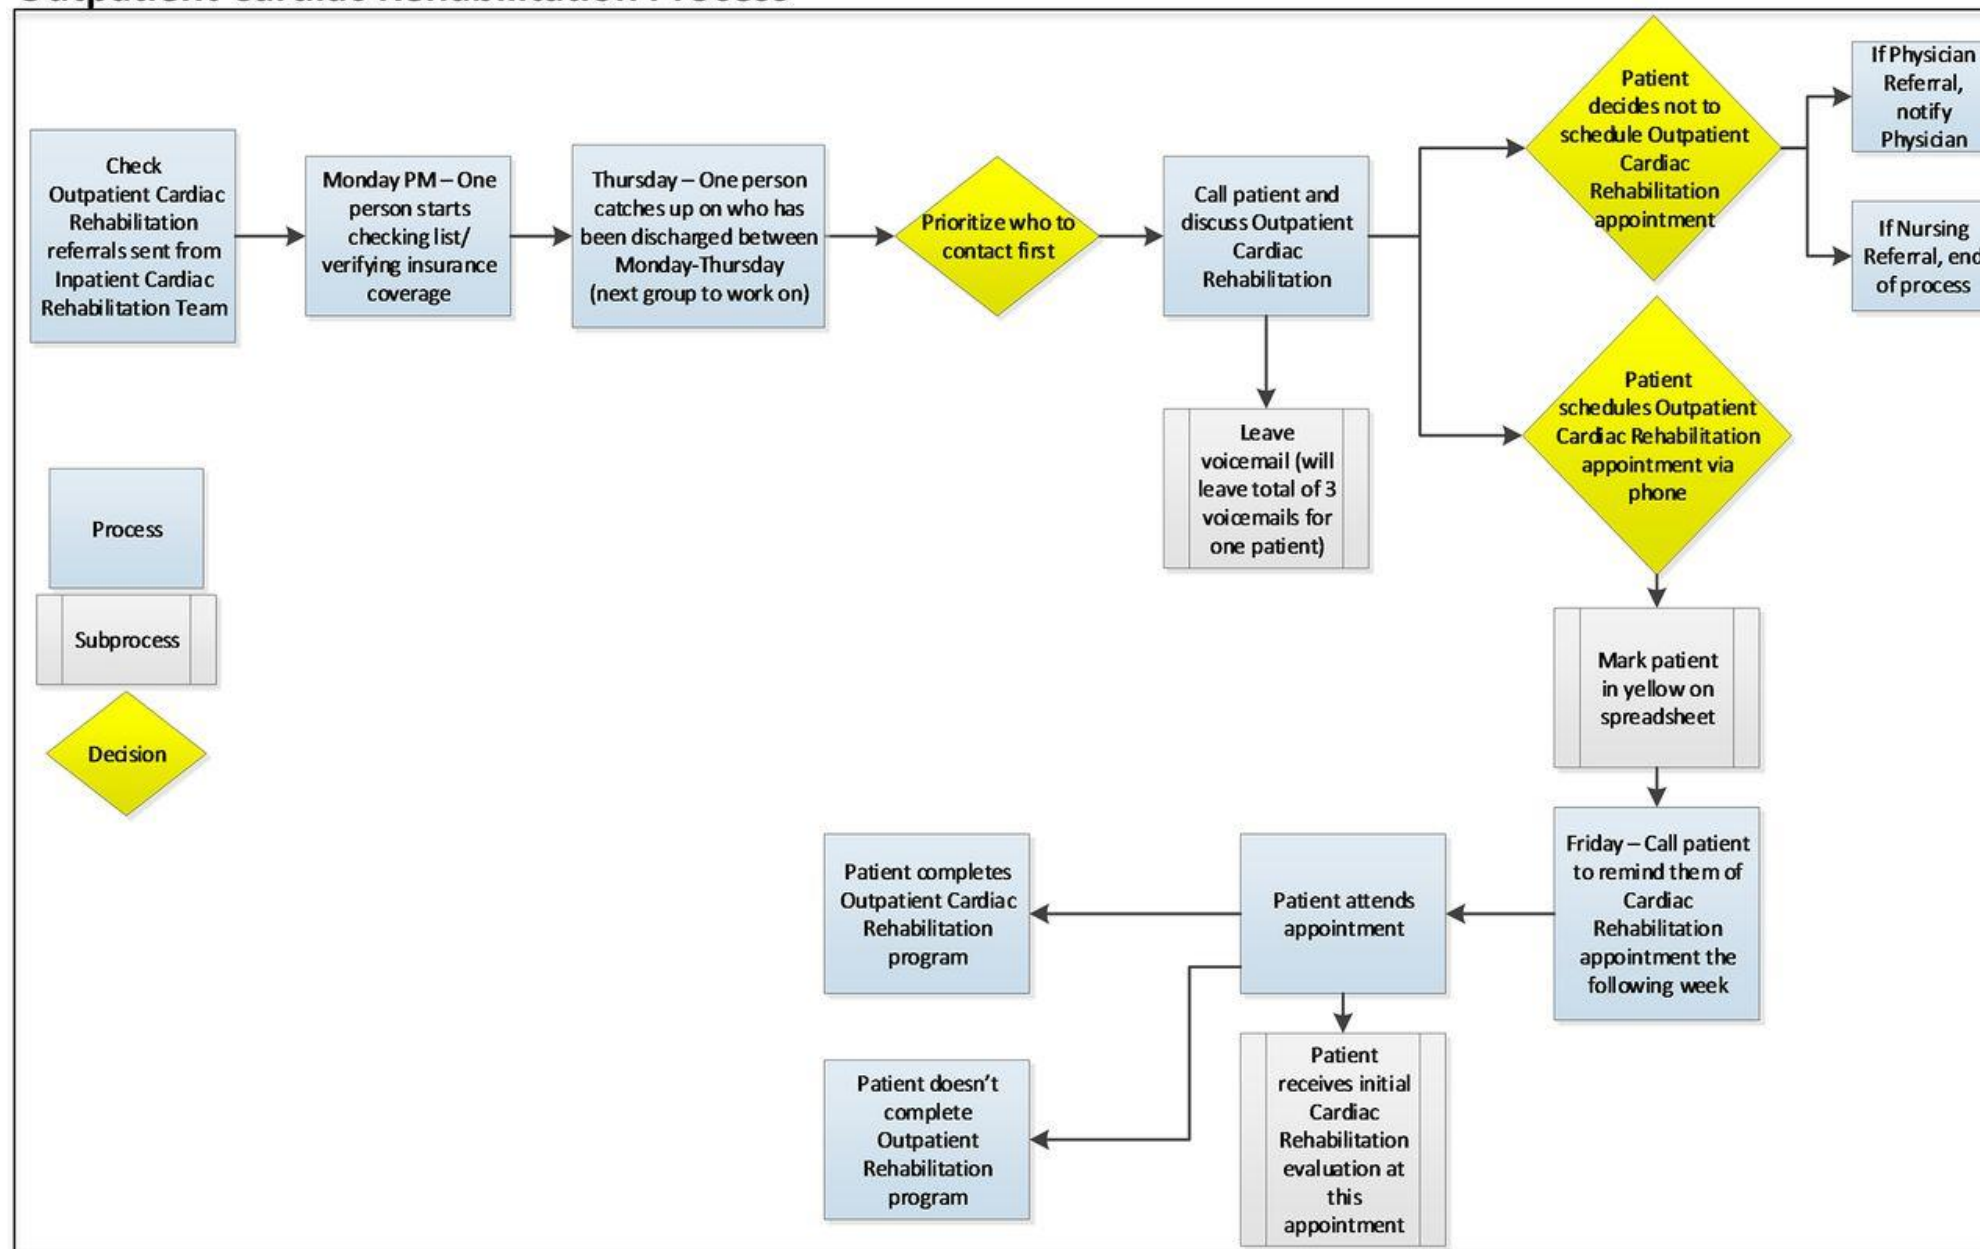 Outpatient Cardiac Rehabilitation Process
Check
Outpatient Cardiac
Rehabilitation
referrals sent from
Inpatient Cardiac
Rehabilitation Team
Monday PM – One
person starts
checking list/
verifying insurance
coverage
Thursday – One person
catches up on who has
been discharged between
Monday-Thursday
(next group to work on)
Prioritize who to
contact first
Call patient and
discuss Outpatient
Cardiac
Rehabilitation
Patient
decides not to
schedule Outpatient
Cardiac
Rehabilitation
appointment
If Physician
Referral,
notify
Physician
If Nursing
Referral, end
of process
Leave
voicemail (will
leave total of 3
voicemails for
one patient)
Patient
schedules Outpatient
Cardiac Rehabilitation
appointment via
phone
Process
Subprocess
Decision
Mark patient
in yellow on
spreadsheet
Friday – Call patient
to remind them of
Cardiac
Rehabilitation
appointment the
following week
Patient attends
appointment
Patient completes
Outpatient Cardiac
Rehabilitation
program
Patient doesn’t
complete
Outpatient
Rehabilitation
program
Patient
receives initial
Cardiac
Rehabilitation
evaluation at
this
appointment